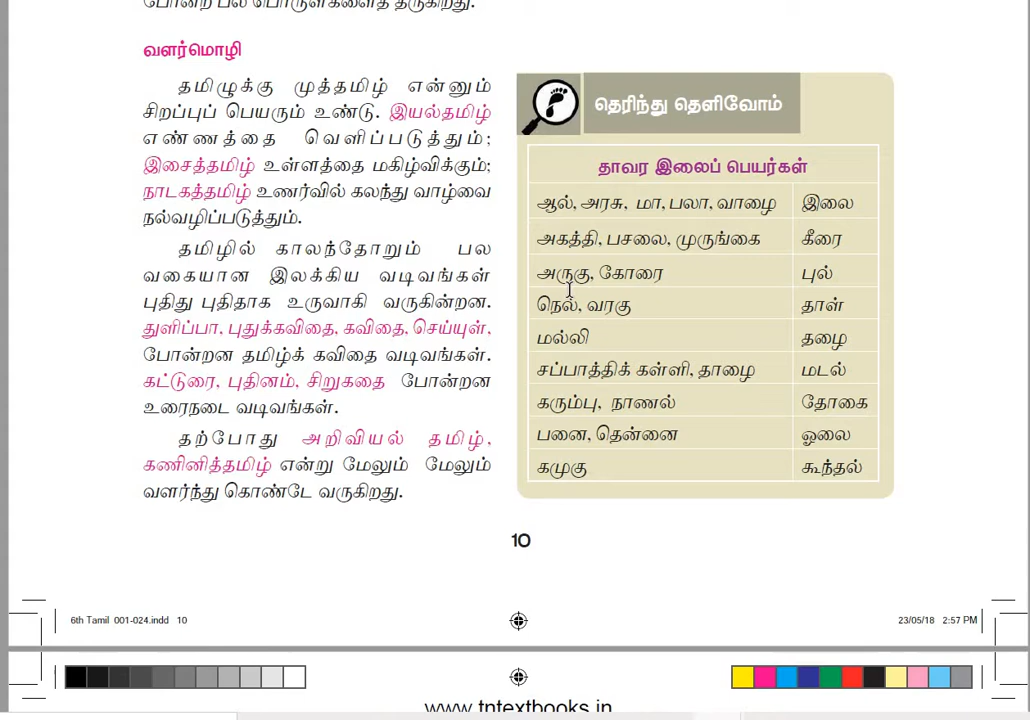 போன்ற பல பொருள்களைத் தருகிறது.
வளர்மொழி
தமிழுக்கு முத்தமிழ் என்னும்
சிறப்புப் பெயரும் உண்டு. இயல்தமிழ்
எண்ணத்தை வெளிப்படுத்தும்;
இசைத்தமிழ் உள்ளத்தை மகிழ்விக்கும்;
நாடகத்தமிழ் உணர்வில் கலந்து வாழ்வை
நல்வழிப்படுத்தும்.
தமிழில் காலந்தோறும் பல
வகையான இலக்கிய வடிவங்கள்
புதிது புதிதாக உருவாகி வருகின்றன.
துளிப்பா, புதுக்கவிதை, கவிதை, செய்யுள்,
போன்றன தமிழ்க் கவிதை வடிவங்கள்.
கட்டுரை, புதினம், சிறுகதை போன்றன
உரைநடை வடிவங்கள்.
தற்போது அறிவியல் தமிழ்,
கணினித்தமிழ் என்று மேலும் மேலும்
வளர்ந்து கொண்டே வருகிறது.
தெரிந்து தெளிவோம்
தாவர இலைப் பெயர்கள்
ஆல், அரசு, மா, பலா, வாழை இலை
அகத்தி, பசலை, முருங்கை கீரை
அருகு, கோரை புல்
நெல், வரகு தாள்
மல்லி தழை
சப்பாத்திக் கள்ளி, தாழை மடல்
கரும்பு, நாணல் தோகை
பனை, தென்னை ஓலை
கமுகு கூந்தல்
10
6th Tamil 001-024.indd 10 23/05/18 2:57 PM
www.tntextbooks.in